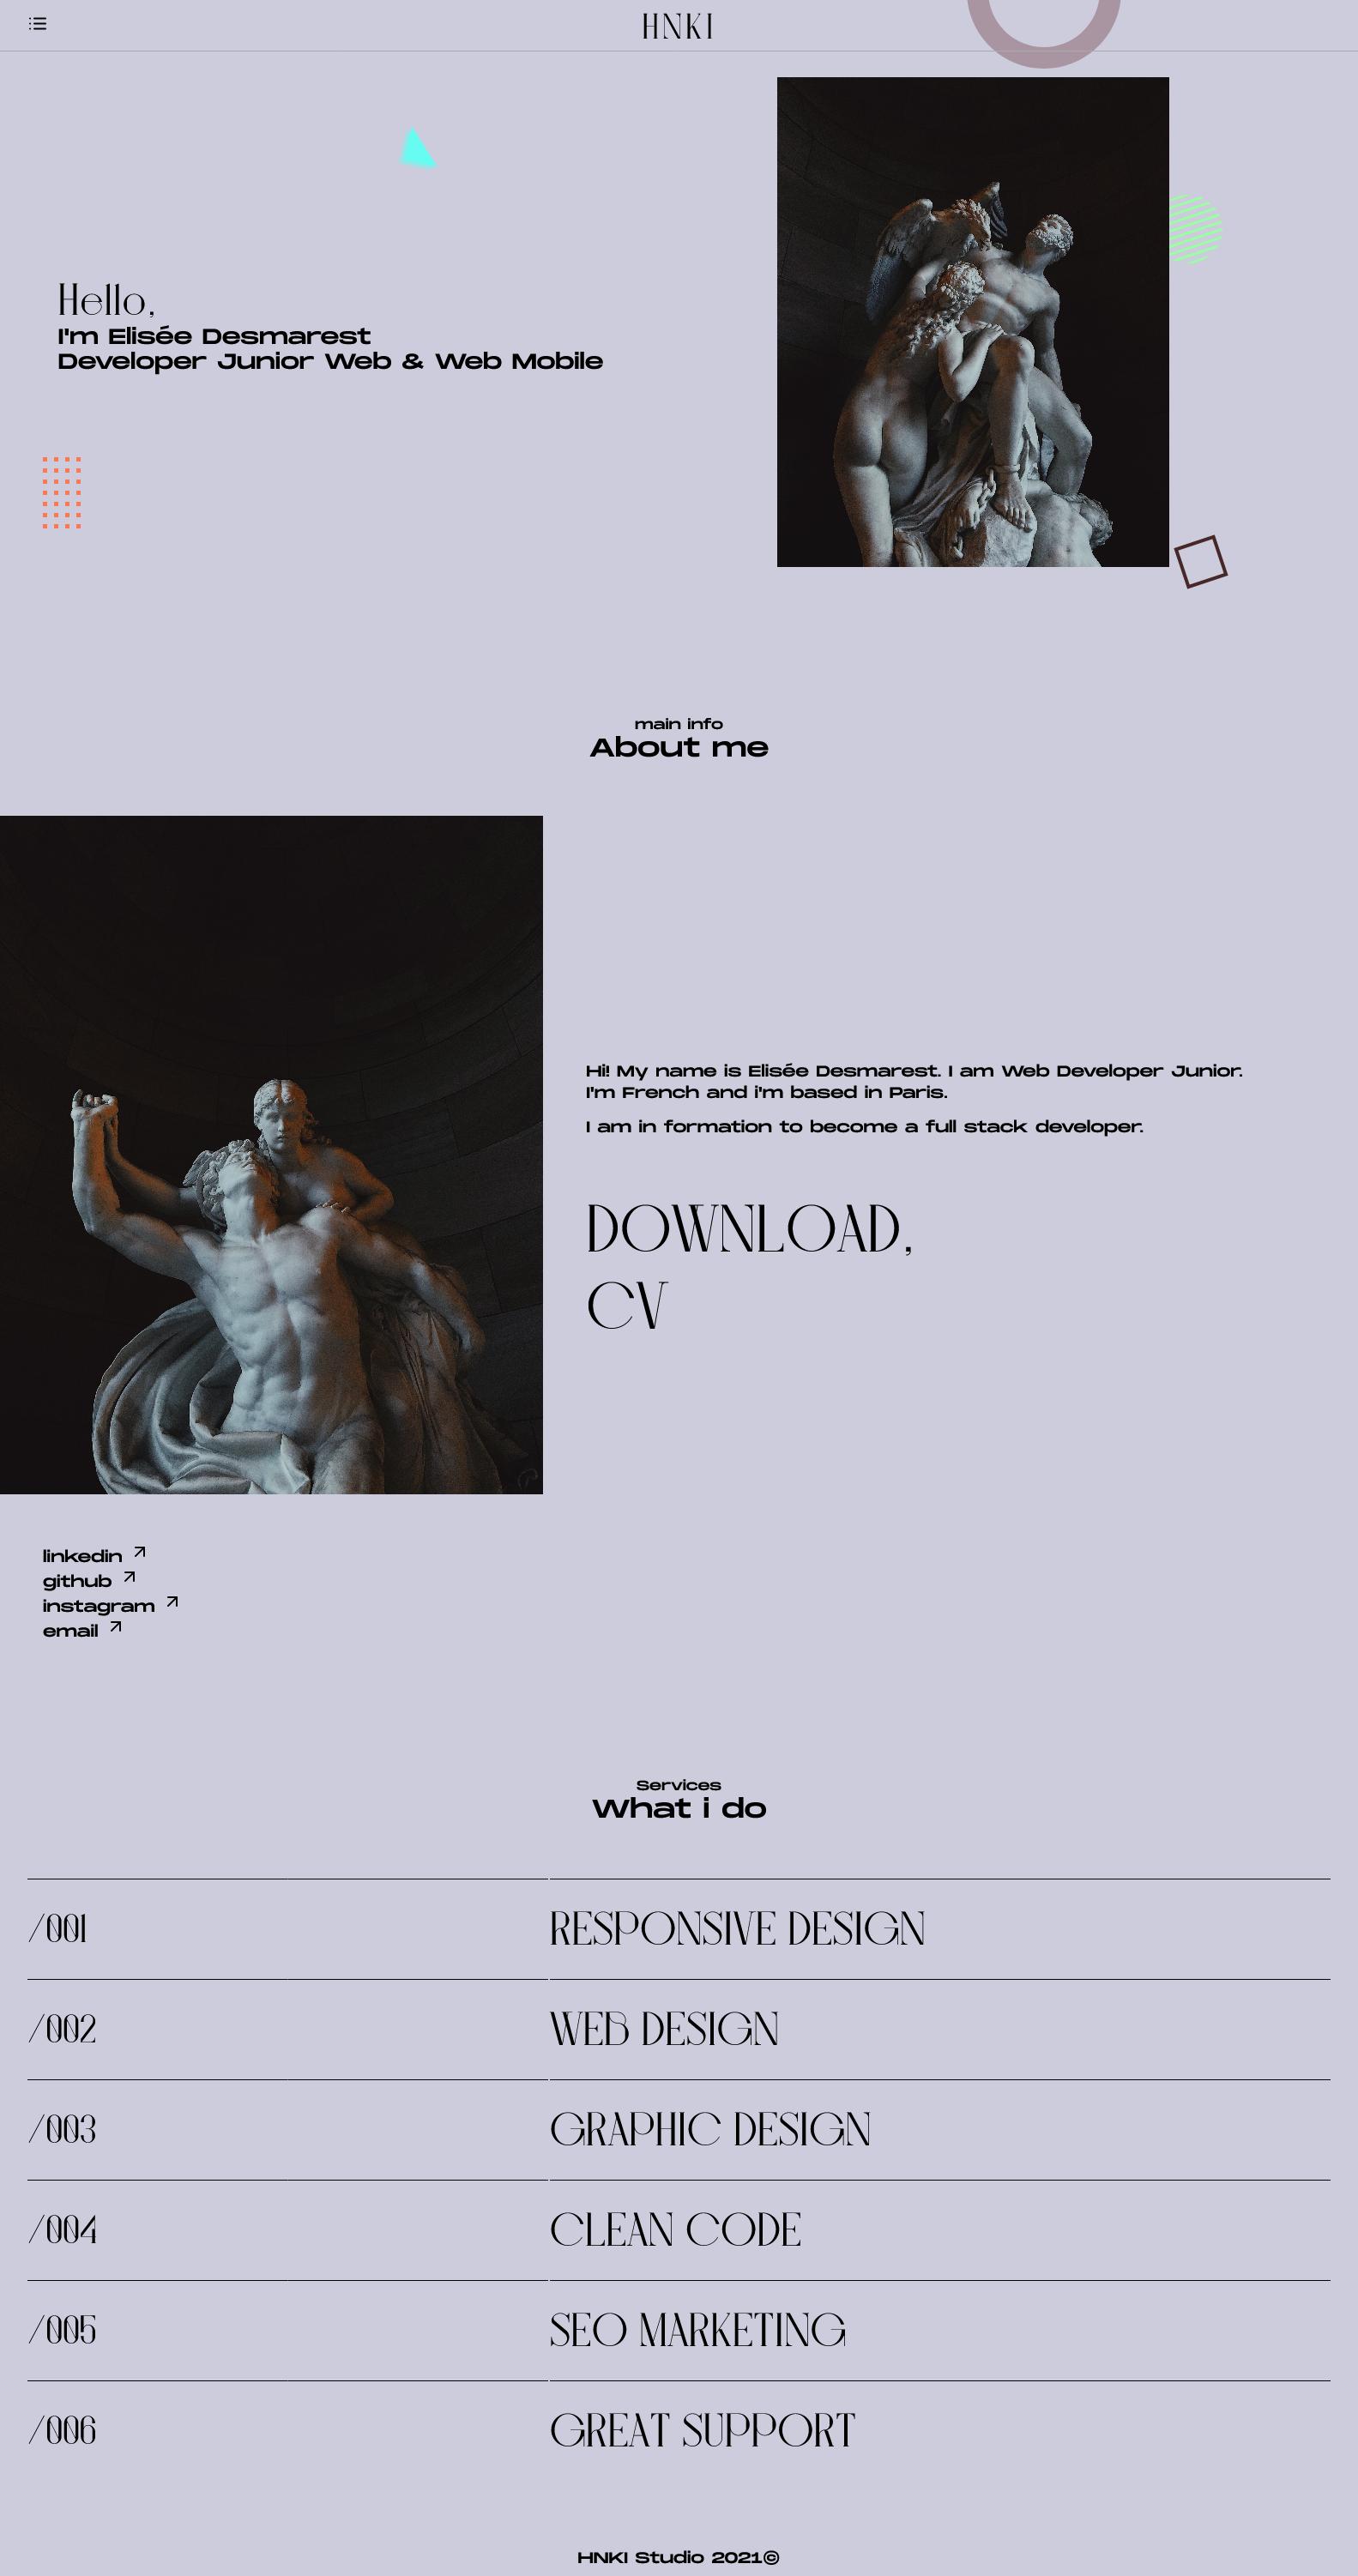 HNKI
Hello,
I'm Elisée Desmarest
Developer Junior Web & Web Mobile
main info
About me
Hi! My name is Elisée Desmarest. I am Web Developer Junior.
I'm French and i'm based in Paris.
I am in formation to become a full stack developer.
DOWNLOAD,
CV
linkedin
github
instagram
email
Services
What i do
/001
RESPONSIVE DESIGN
/002
WEB DESIGN
/003
GRAPHIC DESIGN
/004
CLEAN CODE
/005
SEO MARKETING
/006
GREAT SUPPORT
HNKI Studio 2021©